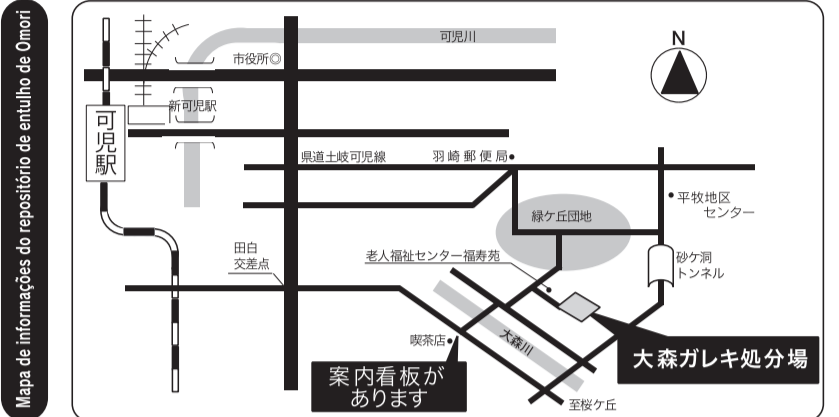 Mapa de informações do repositório de entulho de Omori
N
可児川
市役所◎
新可児駅
可児駅
県道土岐可児線
羽崎郵便局
平牧地区
センター
緑ケ丘団地
田白
交差点
老人福祉センター福寿苑
砂ケ洞
トンネル
喫茶店
大森川
大森ガレキ処分場
案内看板が
あります
至桜ケ丘